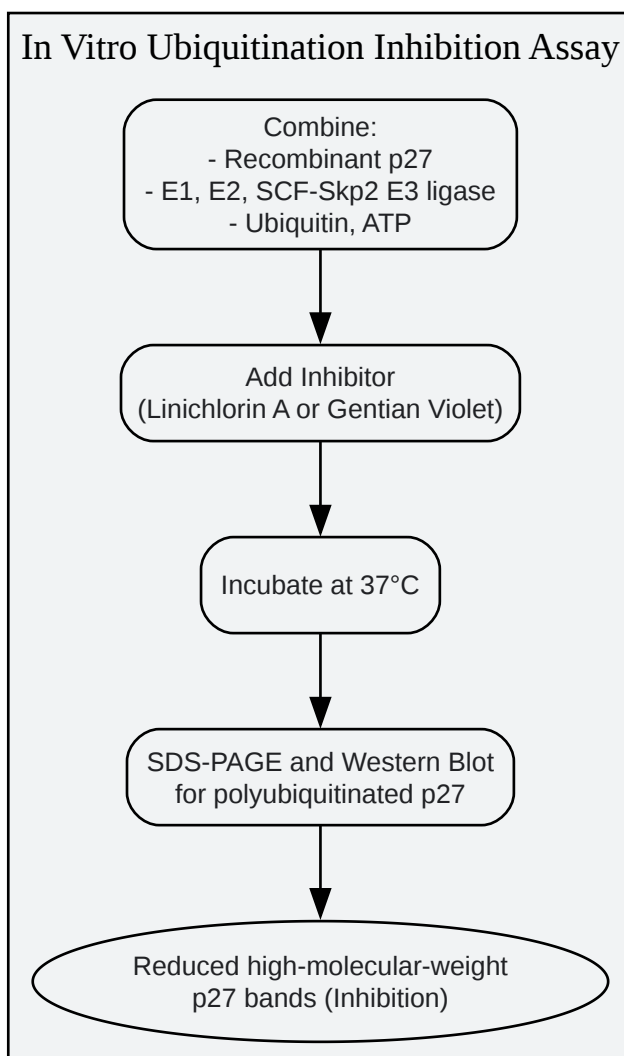 In Vitro Ubiquitination Inhibition Assay
Combine:
- Recombinant p27
- E1, E2, SCF-Skp2 E3 ligase
- Ubiquitin, ATP
Add Inhibitor
(Linichlorin A or Gentian Violet)
Incubate at 37°C
SDS-PAGE and Western Blot
for polyubiquitinated p27
Reduced high-molecular-weight
p27 bands (Inhibition)